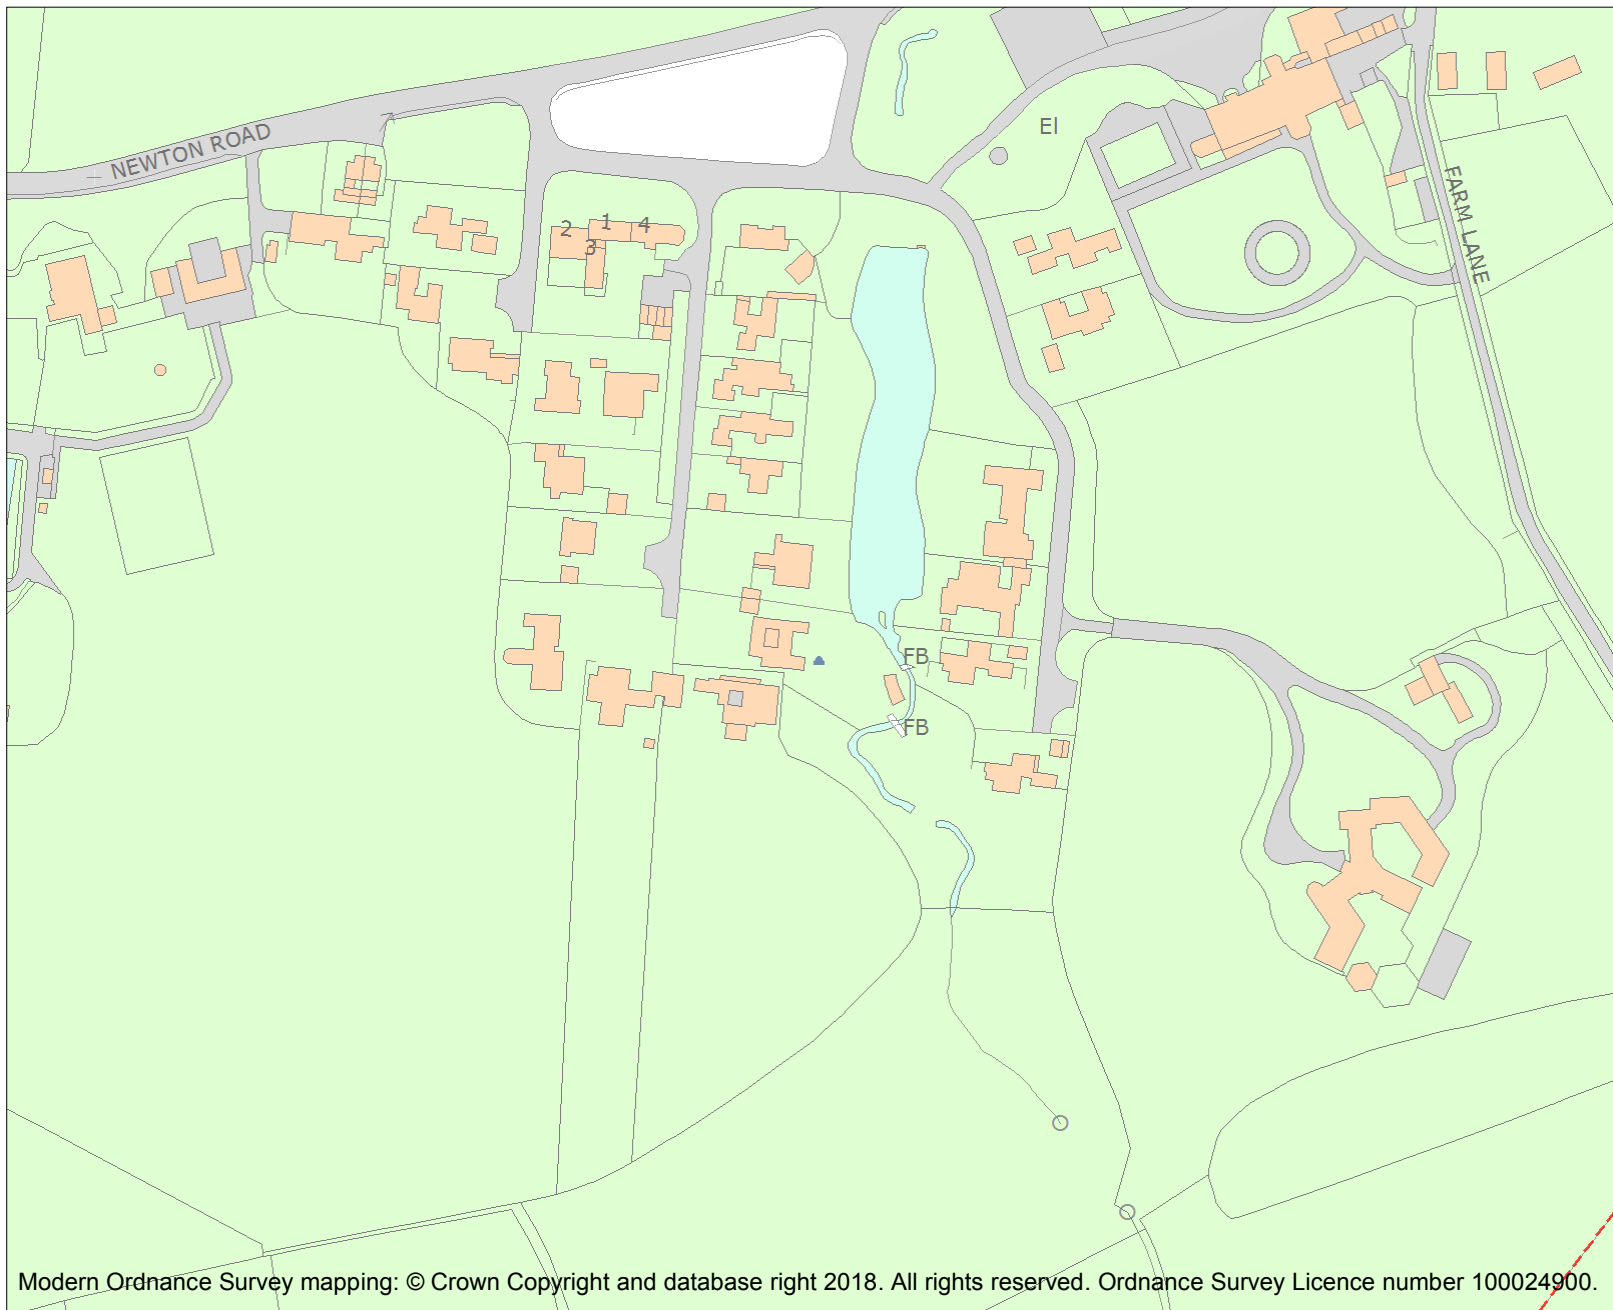 El
NEWTON ROAD
FARM LANE
2 1 4
3
FB
FB
Modern Ordnance Survey mapping: © Crown Copyright and database right 2018. All rights reserved. Ordnance Survey Licence number 100024900.